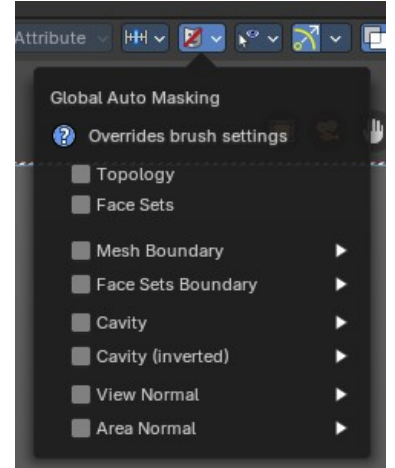 Attribute
Global Auto Masking
Overrides brush settings
Topology
Face Sets
Mesh Boundary
Face Sets Boundary
Cavity
Cavity (inverted)
View Normal
Area Normal